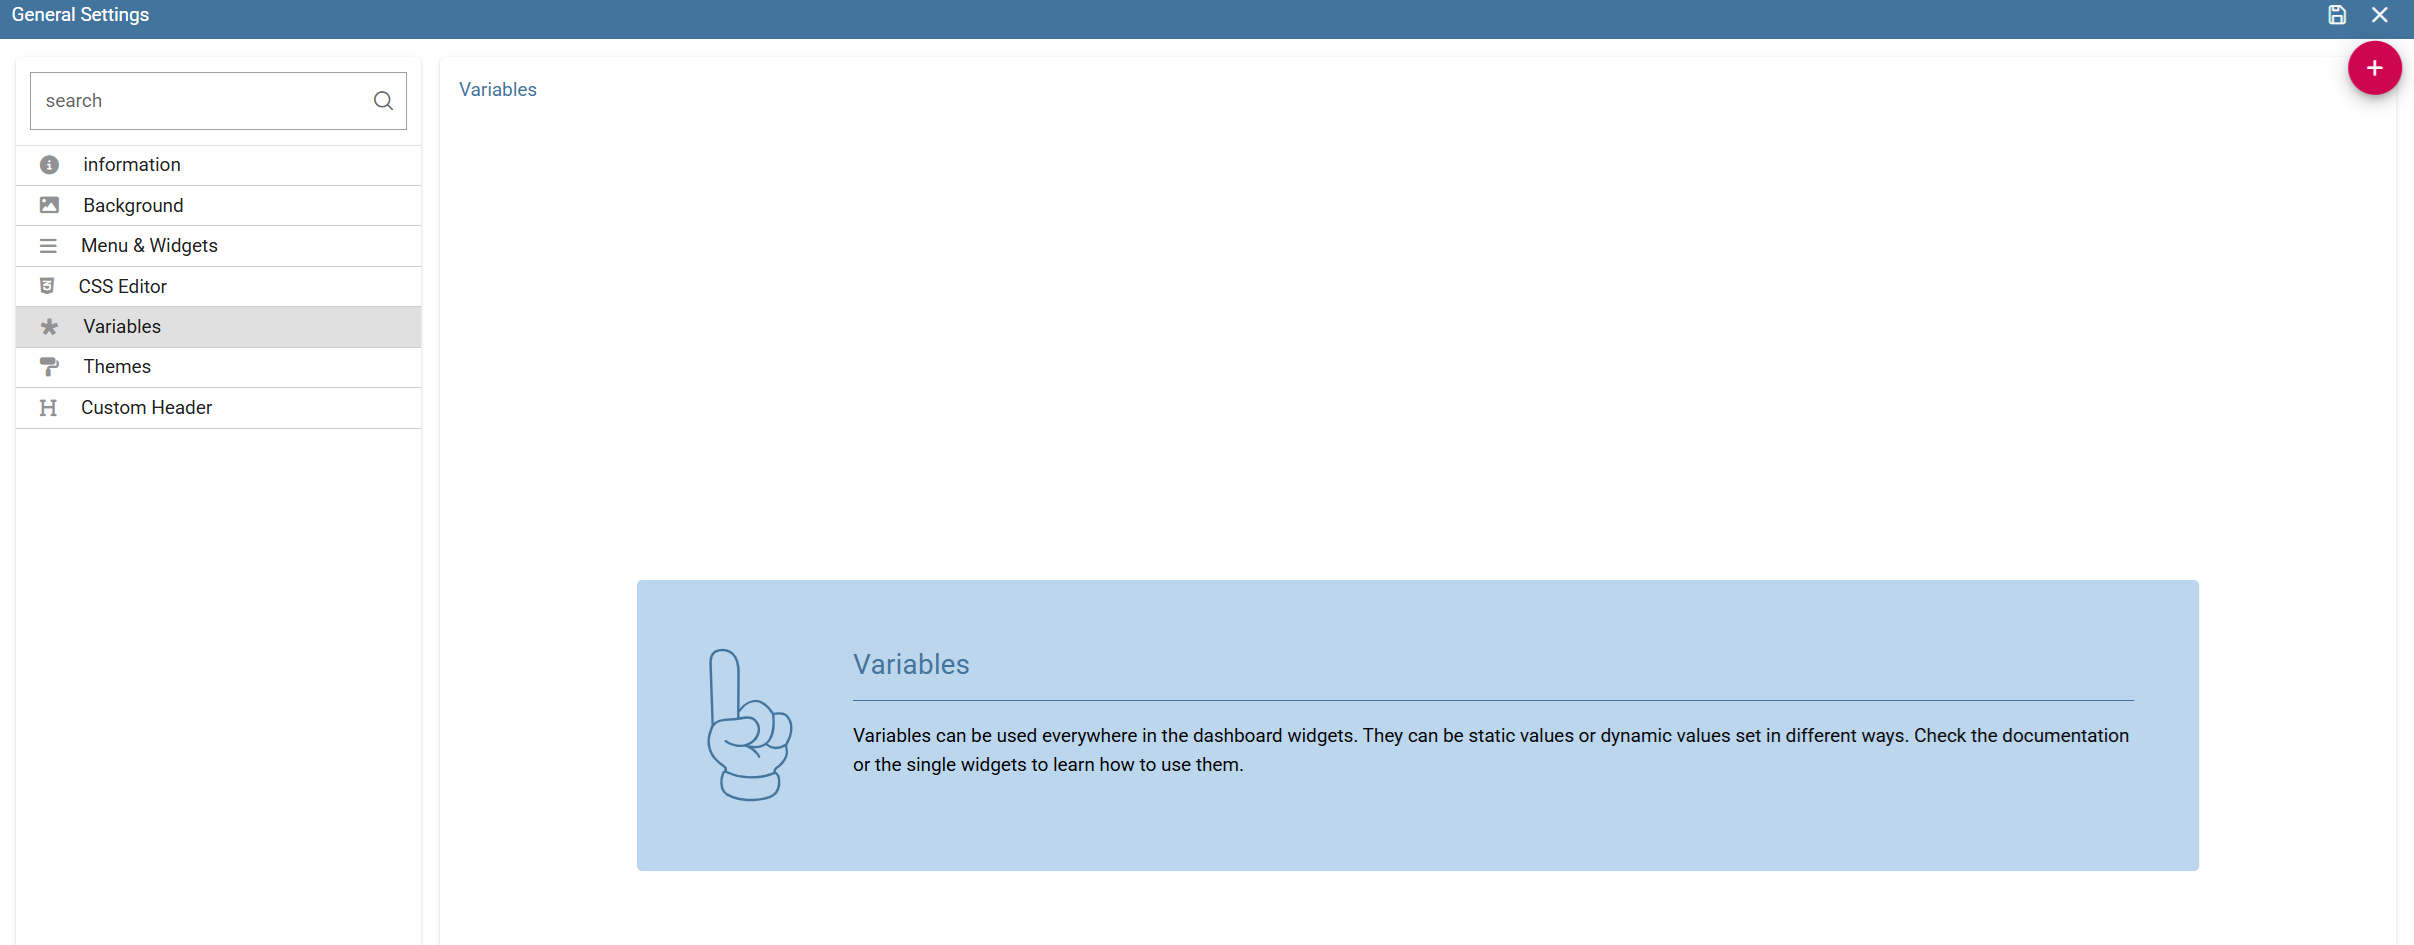 General Settings
search
information
Background
Menu & Widgets
CSS Editor
Variables
Themes
Custom Header
Variables
Variables
Variables can be used everywhere in the dashboard widgets. They can be static values or dynamic values set in different ways. Check the documentation
or the single widgets to learn how to use them.